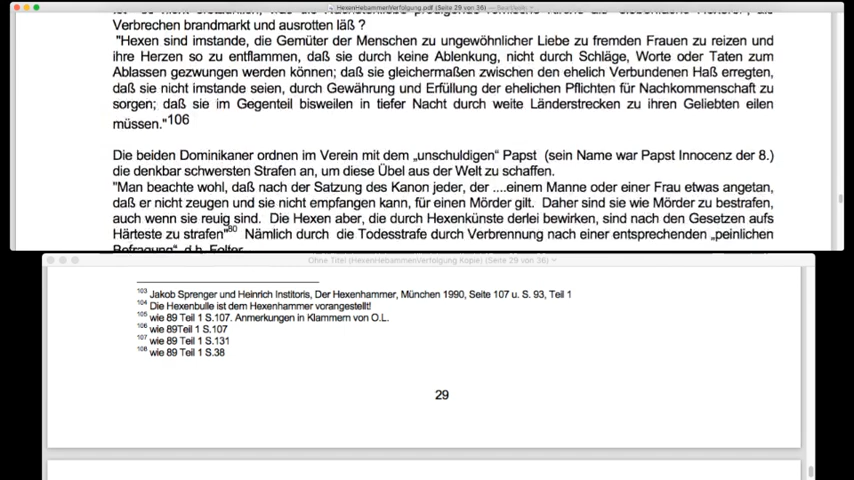 HexenHebammenVerfolgung.pdf (Seite 29 von 36)
Verbrechen brandmarkt und ausrotten läß ?
"Hexen sind imstande, die Gemüter der Menschen zu ungewöhnlicher Liebe zu fremden Frauen zu reizen und
ihre Herzen so zu entflammen, daß sie durch keine Ablenkung, nicht durch Schläge, Worte oder Taten zum
Ablassen gezwungen werden können; daß sie gleichermaßen zwischen den ehelich Verbundenen Haß erregten,
daß sie nicht imstande seien, durch Gewährung und Erfüllung der ehelichen Pflichten für Nachkommenschaft zu
sorgen; daß sie im Gegenteil bisweilen in tiefer Nacht durch weite Länderstrecken zu ihren Geliebten eilen
müssen."106
Die beiden Dominikaner ordnen im Verein mit dem „unschuldigen“ Papst (sein Name war Papst Innocenz der 8.)
die denkbar schwersten Strafen an, um diese Übel aus der Welt zu schaffen.
"Man beachte wohl, daß nach der Satzung des Kanon jeder, der ....einem Manne oder einer Frau etwas angetan,
daß er nicht zeugen und sie nicht empfangen kann, für einen Mörder gilt. Daher sind sie wie Mörder zu bestrafen,
auch wenn sie reuig sind. Die Hexen aber, die durch Hexenkünste derlei bewirken, sind nach den Gesetzen aufs
Härteste zu strafen"80 Nämlich durch die Todesstrafe durch Verbrennung nach einer entsprechenden „peinlichen
Befragung“, d.h. Folter
Ohne Titel (HexenHebammenVerfolgung Kopie) (Seite 29 von 36)
103 Jakob Sprenger und Heinrich Institoris, Der Hexenhammer, München 1990, Seite 107 u. S. 93, Teil 1
104 Die Hexenbulle ist dem Hexenhammer vorangestellt!
105 wie 89 Teil 1 S.107. Anmerkungen in Klammern von O.L.
106 wie 89Teil 1 S.107
107 wie 89 Teil 1 S.131
108 wie 89 Teil 1 S.38
29